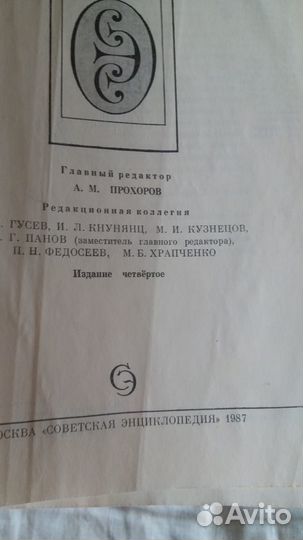 Главный редактор
А. М. ПРОХОРОВ
Редакционная коллегия
. ГУСЕВ, И. Л. КНУНЯНЦ, М. И. КУЗНЕЦОВ,
. Г. ПАНОВ (заместитель главного редактора),
П. Н. ФЕДОСЕЕВ, М. Б. ХРАПЧЕНКО
Издание четвёртое
СЭ
ОСКВА «СОВЕТСКАЯ ЭНЦИКЛОПЕДИЯ» 1987
Avito